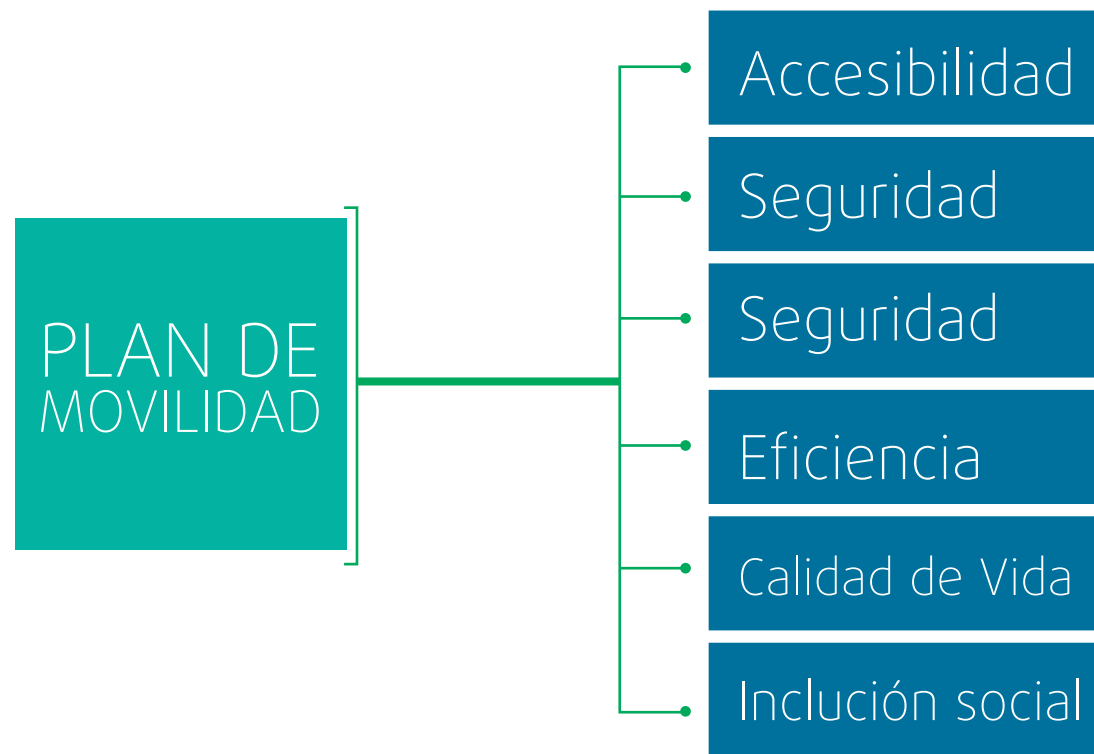 PLAN DE
MOVILIDAD
Accesibilidad
Seguridad
Seguridad
Eficiencia
Calidad de Vida
Inclución social